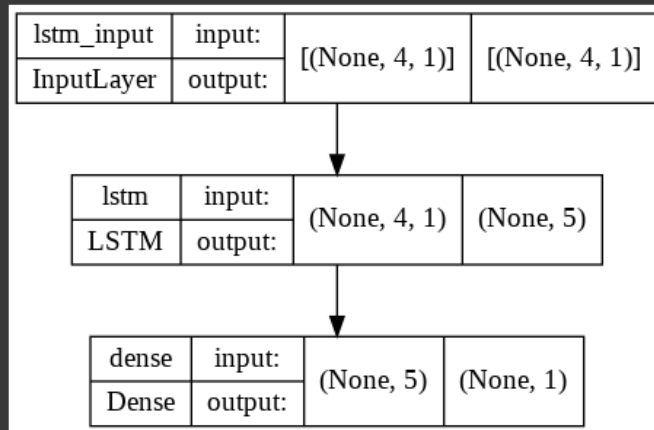 lstm_input input: [(None, 4, 1)] [(None, 4, 1)]
InputLayer output:
lstm input: (None, 4, 1) (None, 5)
LSTM output:
dense input: (None, 5) (None, 1)
Dense output: